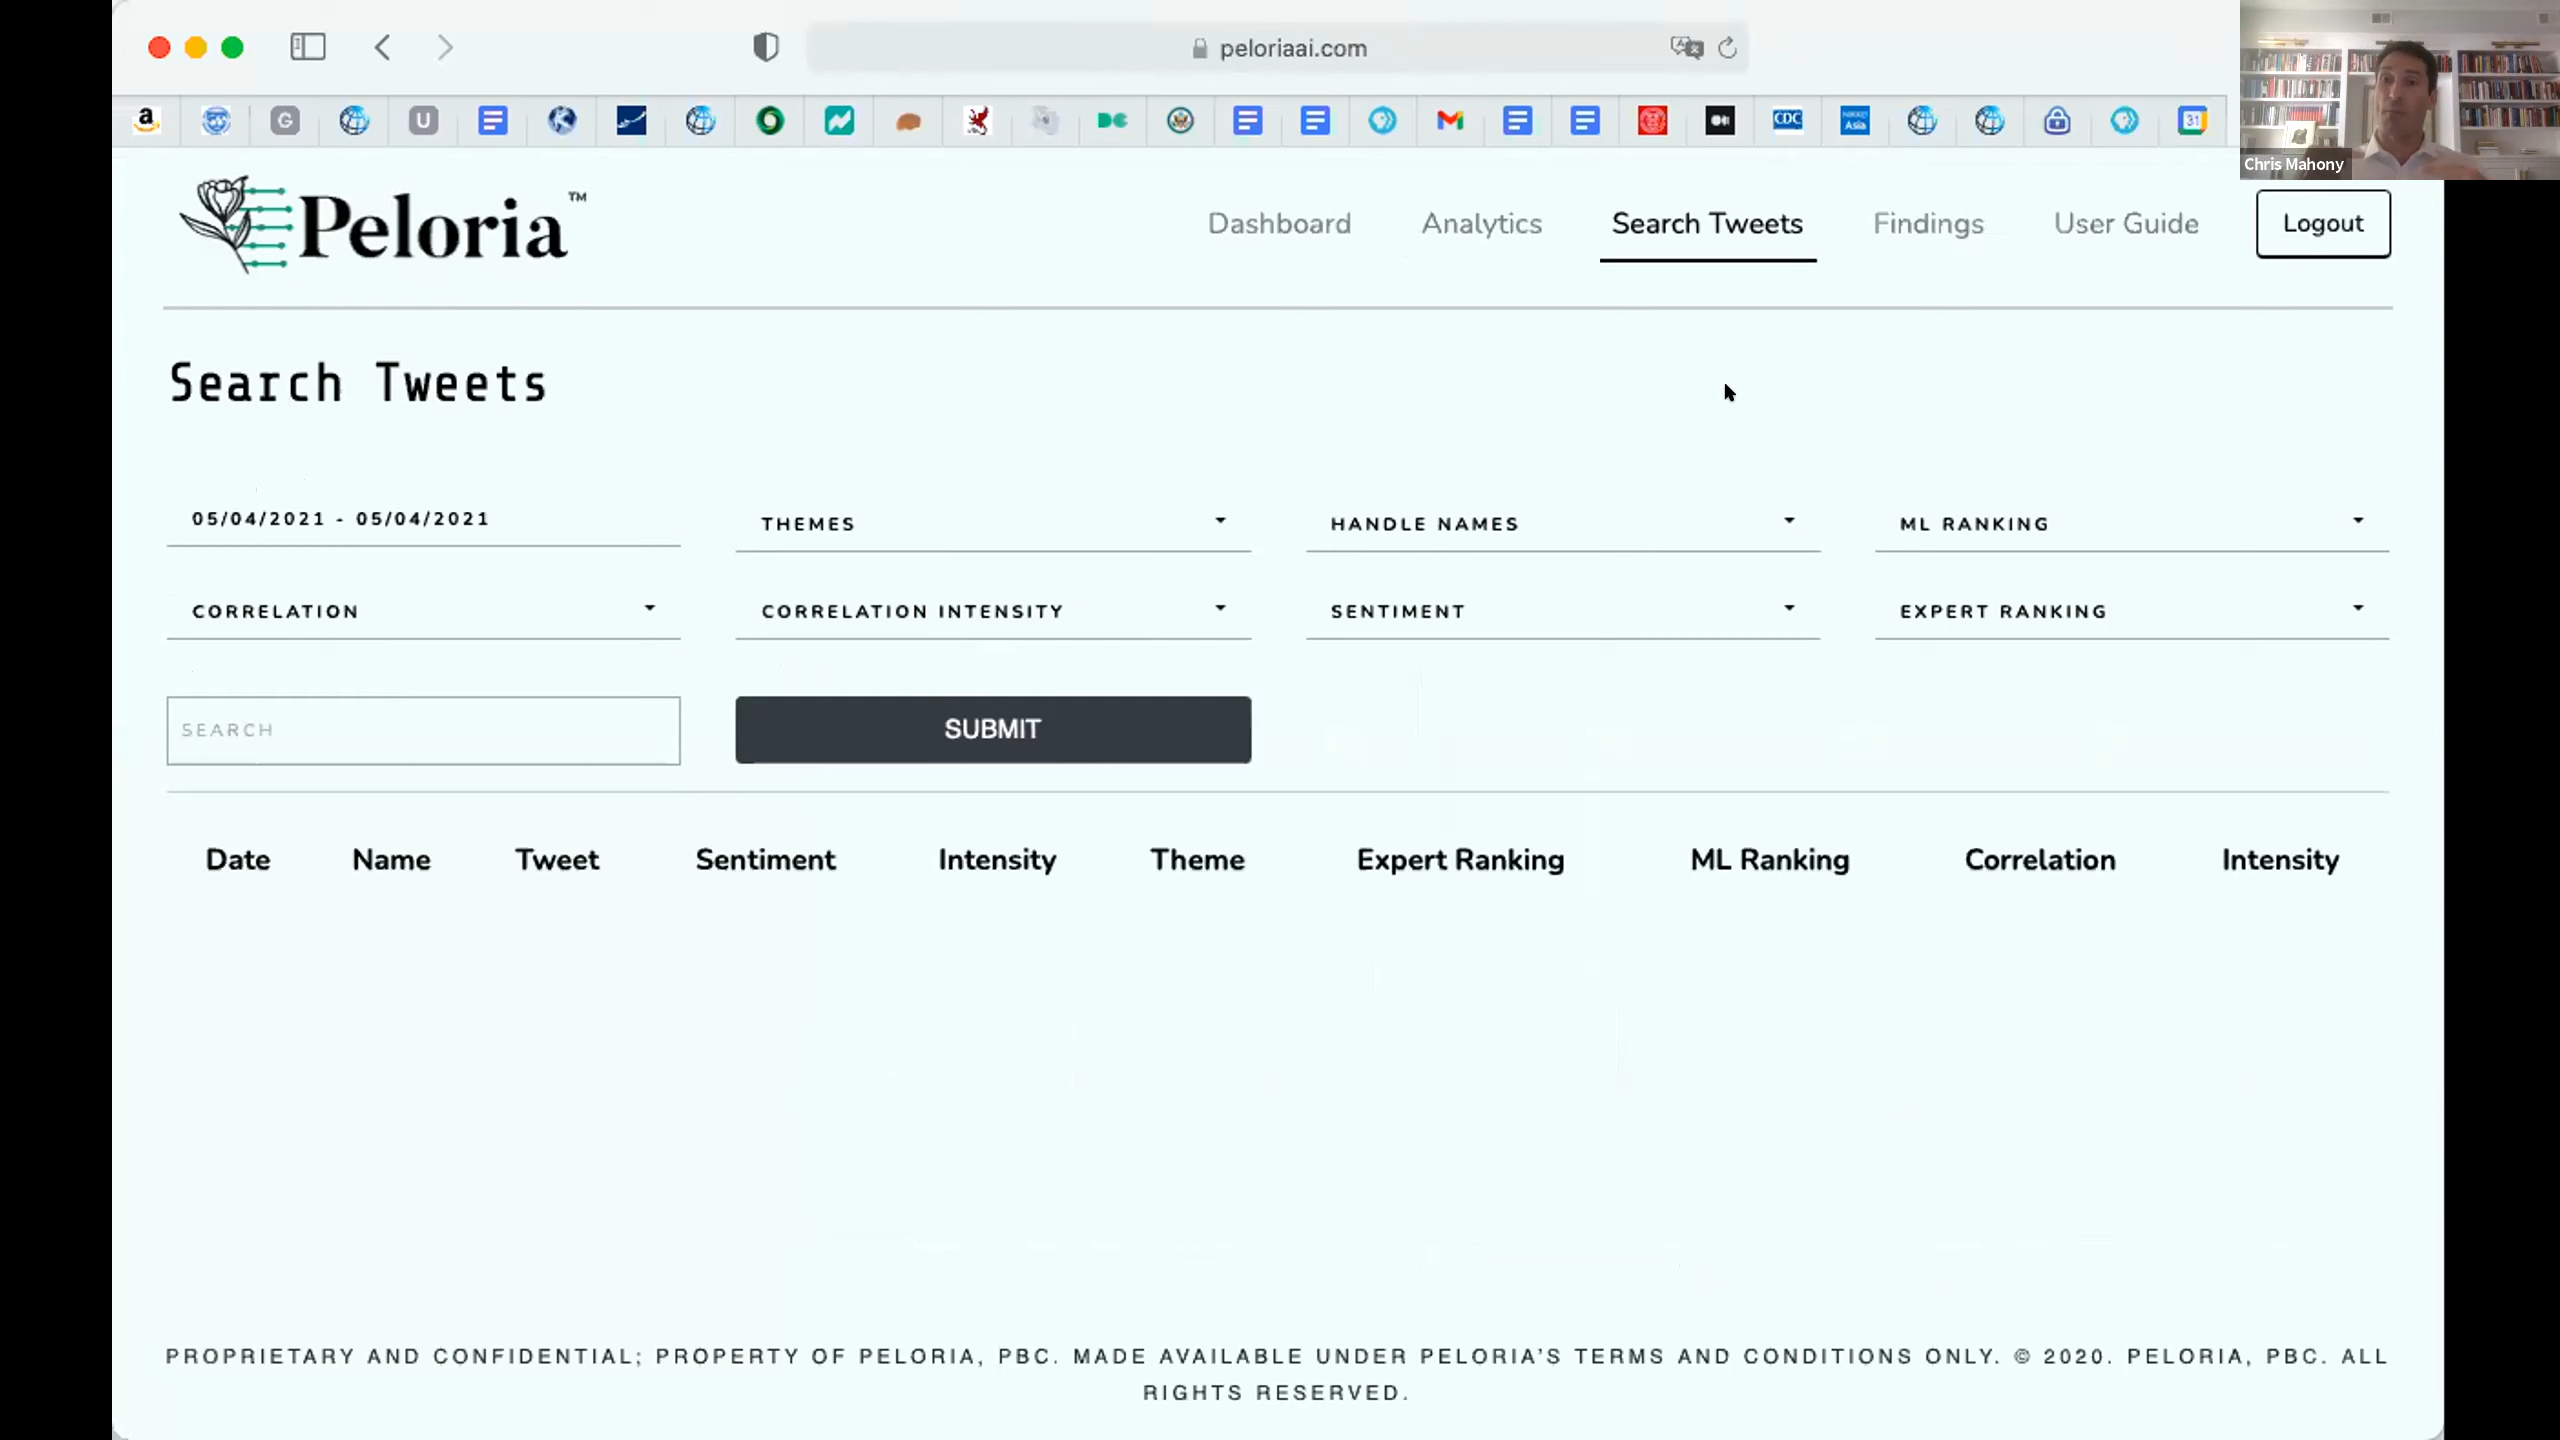 peloriaai.com
a
G
U
CDC
Asia
31
Chris Mahony
Peloria™
Dashboard Analytics Search Tweets Findings User Guide Logout
Search Tweets
05/04/2021 - 05/04/2021 THEMES HANDLE NAMES ML RANKING
CORRELATION CORRELATION INTENSITY SENTIMENT EXPERT RANKING
SEARCH SUBMIT
Date Name Tweet Sentiment Intensity Theme Expert Ranking ML Ranking Correlation Intensity
PROPRIETARY AND CONFIDENTIAL; PROPERTY OF PELORIA, PBC. MADE AVAILABLE UNDER PELORIA'S TERMS AND CONDITIONS ONLY. © 2020. PELORIA, PBC. ALL
RIGHTS RESERVED.